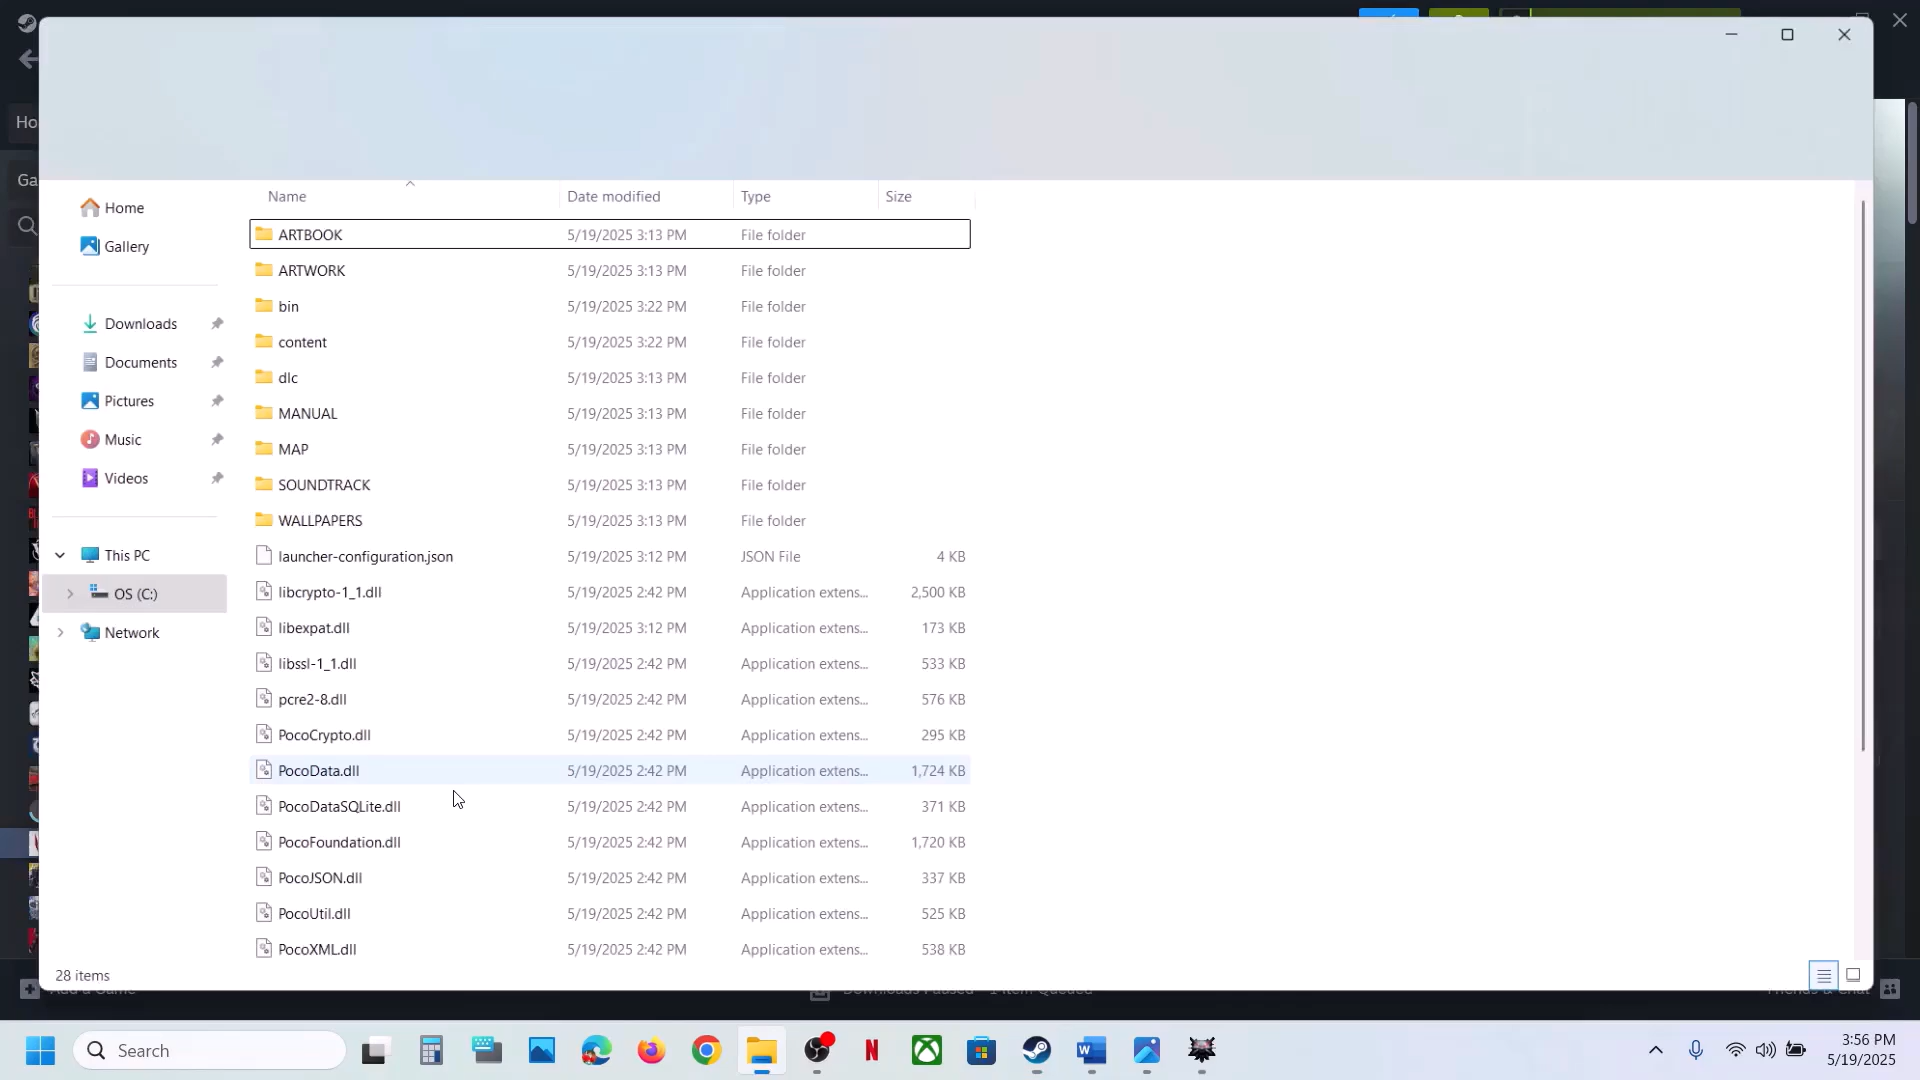 Ho
Ga
Home
Gallery
Downloads
Documents
Pictures
Music
Videos
This PC
OS (C:)
Network
Name Date modified Type Size
ARTBOOK 5/19/2025 3:13 PM File folder
ARTWORK 5/19/2025 3:13 PM File folder
bin 5/19/2025 3:22 PM File folder
content 5/19/2025 3:22 PM File folder
dlc 5/19/2025 3:13 PM File folder
MANUAL 5/19/2025 3:13 PM File folder
MAP 5/19/2025 3:13 PM File folder
SOUNDTRACK 5/19/2025 3:13 PM File folder
WALLPAPERS 5/19/2025 3:13 PM File folder
launcher-configuration.json 5/19/2025 3:12 PM JSON File 4 KB
libcrypto-1_1.dll 5/19/2025 2:42 PM Application extens... 2,500 KB
libexpat.dll 5/19/2025 3:12 PM Application extens... 173 KB
libssl-1_1.dll 5/19/2025 2:42 PM Application extens... 533 KB
pcre2-8.dll 5/19/2025 2:42 PM Application extens... 576 KB
PocoCrypto.dll 5/19/2025 2:42 PM Application extens... 295 KB
PocoData.dll 5/19/2025 2:42 PM Application extens... 1,724 KB
PocoDataSQLite.dll 5/19/2025 2:42 PM Application extens... 371 KB
PocoFoundation.dll 5/19/2025 2:42 PM Application extens... 1,720 KB
PocoJSON.dll 5/19/2025 2:42 PM Application extens... 337 KB
PocoUtil.dll 5/19/2025 2:42 PM Application extens... 525 KB
PocoXML.dll 5/19/2025 2:42 PM Application extens... 538 KB
28 items
Search
3:56 PM
5/19/2025